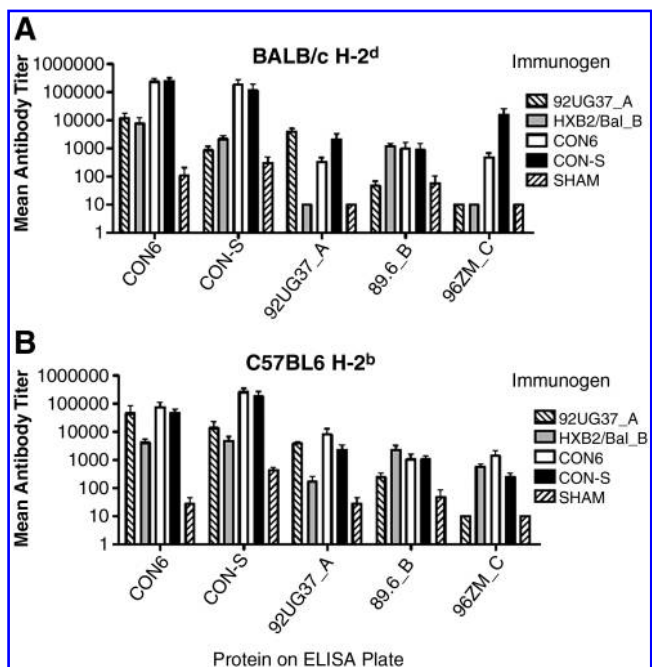 A
BALB/c H-2ᵈ
Immunogen
Mean Antibody Titer
1000000
100000
10000
1000
100
10
1
92UG37_A
HXB2/Bal_B
CON6
CON-S
SHAM
CON6
CON-S
92UG37_A
89.6_B
96ZM_C
B
C57BL6 H-2ᵇ
Immunogen
Mean Antibody Titer
1000000
100000
10000
1000
100
10
1
92UG37_A
HXB2/Bal_B
CON6
CON-S
SHAM
CON6
CON-S
92UG37_A
89.6_B
96ZM_C
Protein on ELISA Plate